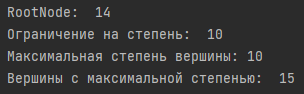 RootNode:  14
Ограничение на степень:  10
Максимальная степень вершины: 10
Вершины с максимальной степенью:  15